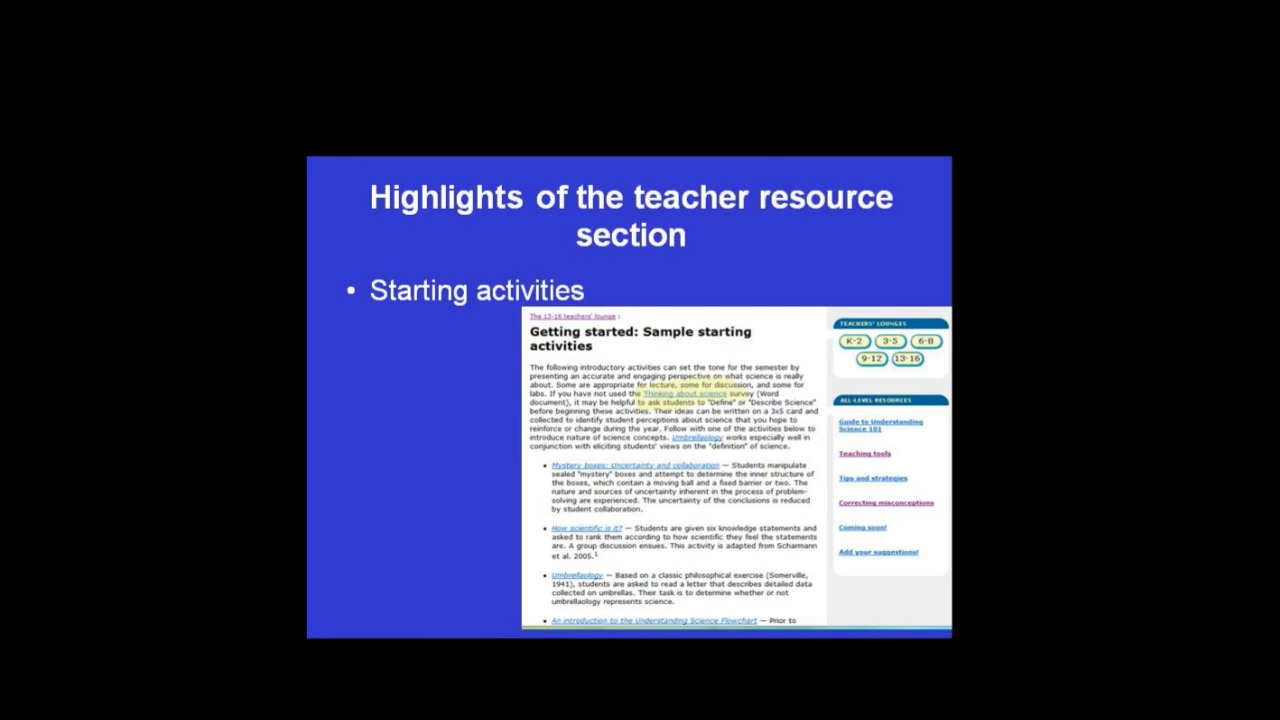 Highlights of the teacher resource
section
• Starting activities
The 13-16 teachers' lounge :
Getting started: Sample starting
activities
The following introductory activities can set the tone for the semester by
presenting an accurate and engaging perspective on what science is really
about. Some are appropriate for lecture, some for discussion, and some for
labs. If you have not used the Thinking about science survey (Word
document), it may be helpful to ask students to "Define" or "Describe Science"
before beginning these activities. Their ideas can be written on a 3x5 card and
collected to identify student perceptions about science that you hope to
reinforce or change during the year. Follow with one of the activities below to
introduce nature of science concepts. Umbrellaology works especially well in
conjunction with eliciting students' views on the "definition" of science.
• Mystery boxes: Uncertainty and collaboration — Students manipulate
sealed "mystery" boxes and attempt to determine the inner structure of
the boxes, which contain a moving ball and a fixed barrier or two. The
nature and sources of uncertainty inherent in the process of problem-
solving are experienced. The uncertainty of the conclusions is reduced
by student collaboration.
• How scientific is it? — Students are given six knowledge statements and
asked to rank them according to how scientific they feel the statements
are. A group discussion ensues. This activity is adapted from Scharmann
et al. 2005.1
• Umbrellaology — Based on a classic philosophical exercise (Somerville,
1941), students are asked to read a letter that describes detailed data
collected on umbrellas. Their task is to determine whether or not
umbrellaology represents science.
• An introduction to the Understanding Science Flowchart — Prior to
TEACHERS' LOUNGES
K-2 3-5 6-8
9-12 13-16
ALL-LEVEL RESOURCES
Guide to Understanding
Science 101
Teaching tools
Tips and strategies
Correcting misconceptions
Coming soon!
Add your suggestions!